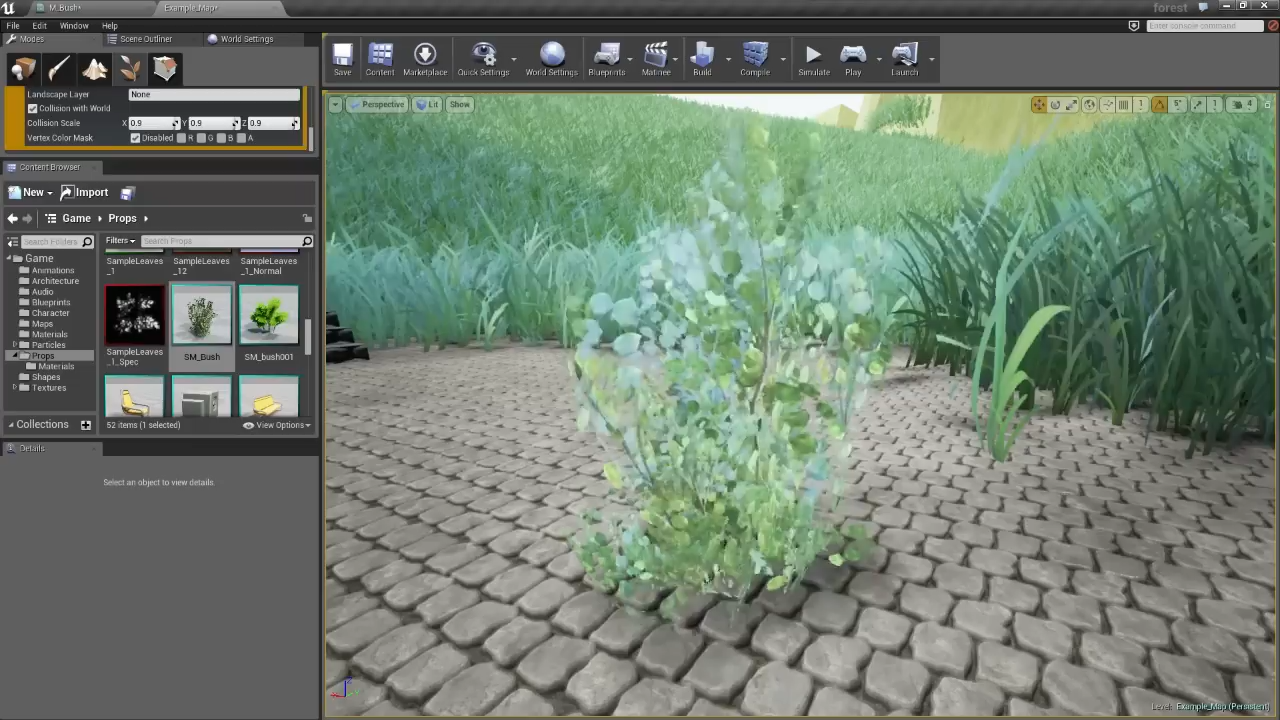 M_Bush*
Example_Map*
forest
File Edit Window Help
Enter console command
Modes
Scene Outliner
World Settings
Save
Content
Marketplace
Quick Settings
World Settings
Blueprints
Matinee
Build
Compile
Simulate
Play
Launch
Landscape Layer None
Collision with World
Collision Scale X 0.9 Y 0.9 Z 0.9
Vertex Color Mask Disabled R G B A
Perspective
Lit
Show
1
5°
1
4
Content Browser
New
Import
Game Props
Search Folders
Filters
Search Props
Game
Animations
Architecture
Audio
Blueprints
Character
Maps
Materials
Particles
Props
Materials
Shapes
Textures
SampleLeaves_1
SampleLeaves_12
SampleLeaves_1_Normal
SampleLeaves_1_Spec
SM_Bush
SM_bush001
Collections
52 items (1 selected)
View Options
Details
Select an object to view details.
Level: Example_Map (Persistent)